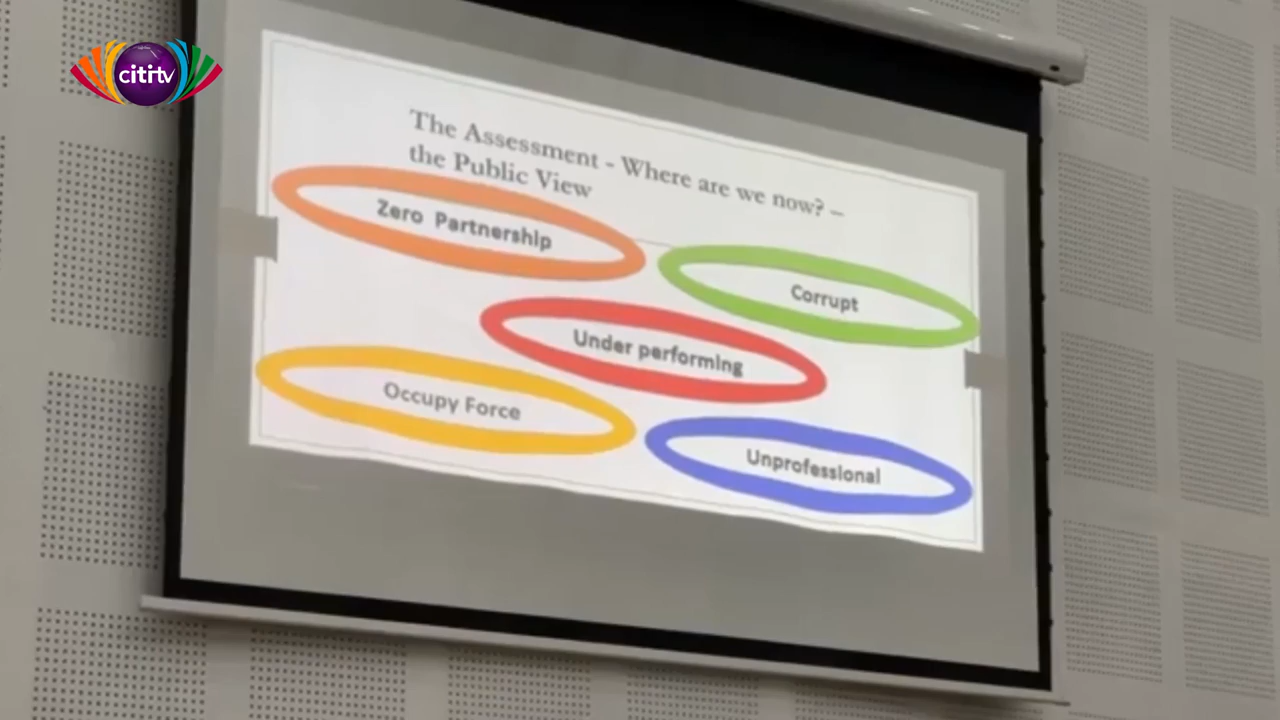 citi tv
The Assessment - Where are we now? –
the Public View
Zero Partnership
Corrupt
Under performing
Occupy Force
Unprofessional